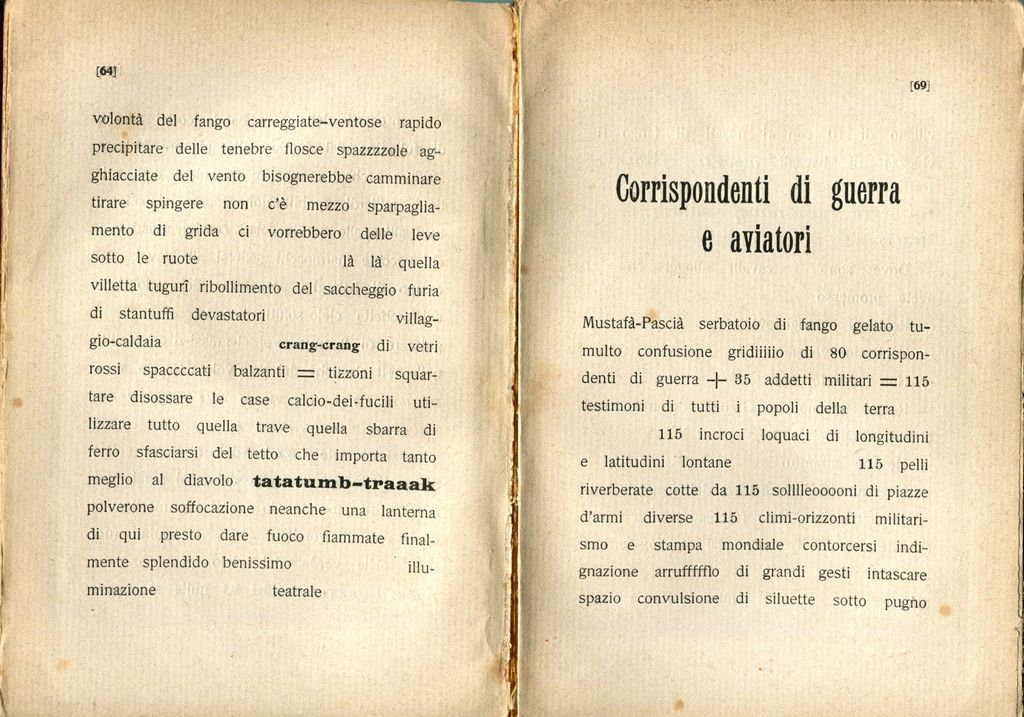 [64]
volontà del fango carreggiate-ventose rapido
precipitare delle tenebre flosce spazzzzole ag-
ghiacciate del vento bisognerebbe camminare
tirare spingere non c'è mezzo sparpaglia-
mento di grida ci vorrebbero delle leve
sotto le ruote là là quella
villetta tugurî ribollimento del saccheggio furia
di stantuffi devastatori villag-
gio-caldaia crang-crang di vetri
rossi spacccccati balzanti = tizzoni squar-
tare disossare le case calcio-dei-fucili uti-
lizzare tutto quella trave quella sbarra di
ferro sfasciarsi del tetto che importa tanto
meglio al diavolo tatatumb-traaak
polverone soffocazione neanche una lanterna
di qui presto dare fuoco fiammate final-
mente splendido benissimo illu-
minazione teatrale
[69]
Corrispondenti di guerra
e aviatori
Mustafà-Pascià serbatoio di fango gelato tu-
multo confusione gridiiiiio di 80 corrispon-
denti di guerra + 35 addetti militari = 115
testimoni di tutti i popoli della terra
115 incroci loquaci di longitudini
e latitudini lontane 115 pelli
riverberate cotte da 115 sollleooooni di piazze
d'armi diverse 115 climi-orizzonti militari-
smo e stampa mondiale contorcersi indi-
gnazione arruffffflo di grandi gesti intascare
spazio convulsione di siluette sotto pugno